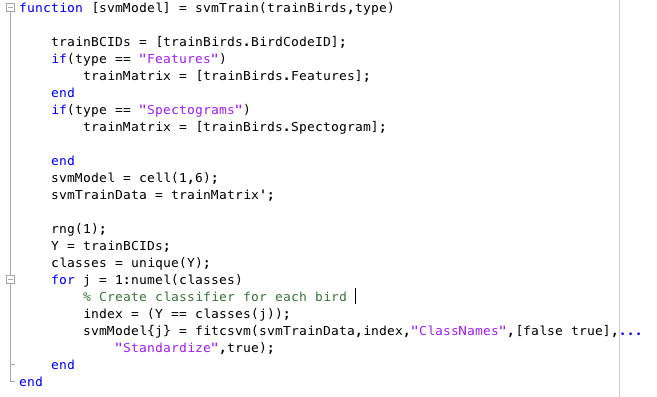 function [svmModel] = svmTrain(trainBirds,type)
trainBCIDs = [trainBirds.BirdCodeID];
if(type == "Features")
trainMatrix = [trainBirds.Features];
end
if(type == "Spectograms")
trainMatrix = [trainBirds.Spectogram];
end
svmModel = cell(1,6);
svmTrainData = trainMatrix';
rng(1);
Y = trainBCIDs;
classes = unique(Y);
for j = 1:numel(classes)
% Create classifier for each bird
index = (Y == classes(j));
svmModel{j} = fitcsvm(svmTrainData,index,"ClassNames",[false true],...
"Standardize",true);
end
end